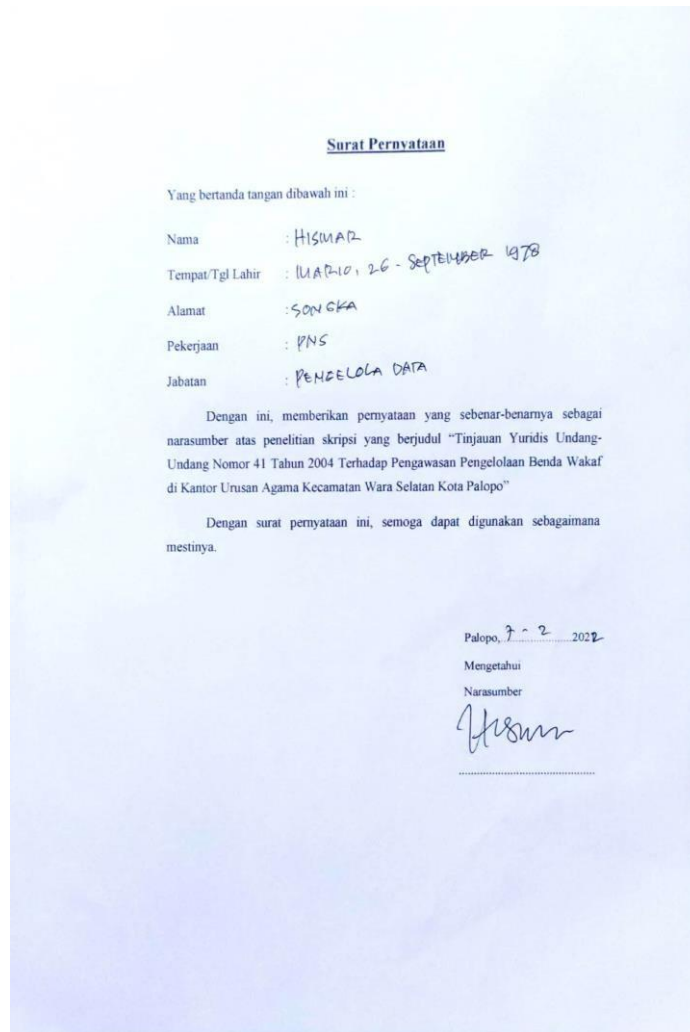 Surat Pernyataan
Yang bertanda tangan dibawah ini :
Nama : HISMAR
Tempat/Tgl Lahir : MARIO, 26 - SEPTEMBER 1978
Alamat : SONGKA
Pekerjaan : PNS
Jabatan : PENGELOLA DATA
Dengan ini, memberikan pernyataan yang sebenar-benarnya sebagai
narasumber atas penelitian skripsi yang berjudul “Tinjauan Yuridis Undang-
Undang Nomor 41 Tahun 2004 Terhadap Pengawasan Pengelolaan Benda Wakaf
di Kantor Urusan Agama Kecamatan Wara Selatan Kota Palopo”
Dengan surat pernyataan ini, semoga dapat digunakan sebagaimana
mestinya.
Palopo, 7 - 2 2022
Mengetahui
Narasumber